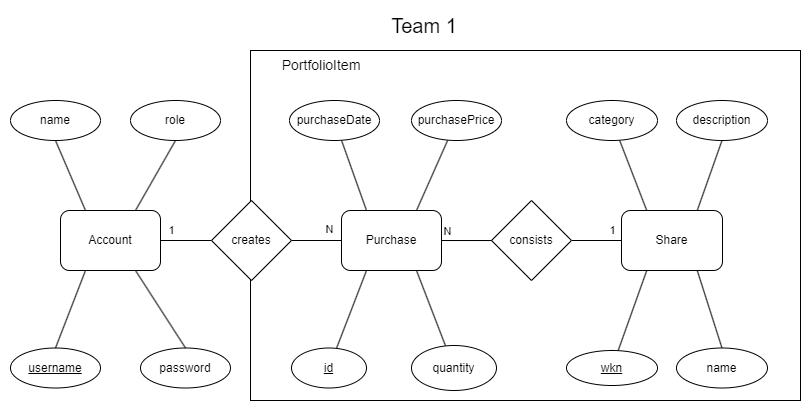 Team 1
PortfolioItem
name
role
purchaseDate
purchasePrice
category
description
Account
1
creates
N
Purchase
N
consists
1
Share
username
password
id
quantity
wkn
name